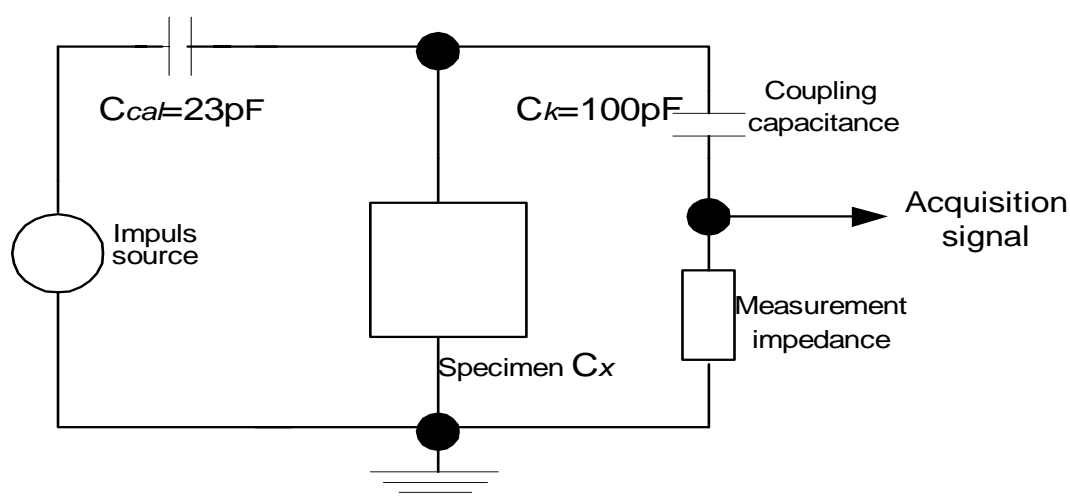 Ccal=23pF
Ck=100pF
Coupling
capacitance
Impuls
source
Acquisition
signal
Measurement
impedance
Specimen Cx